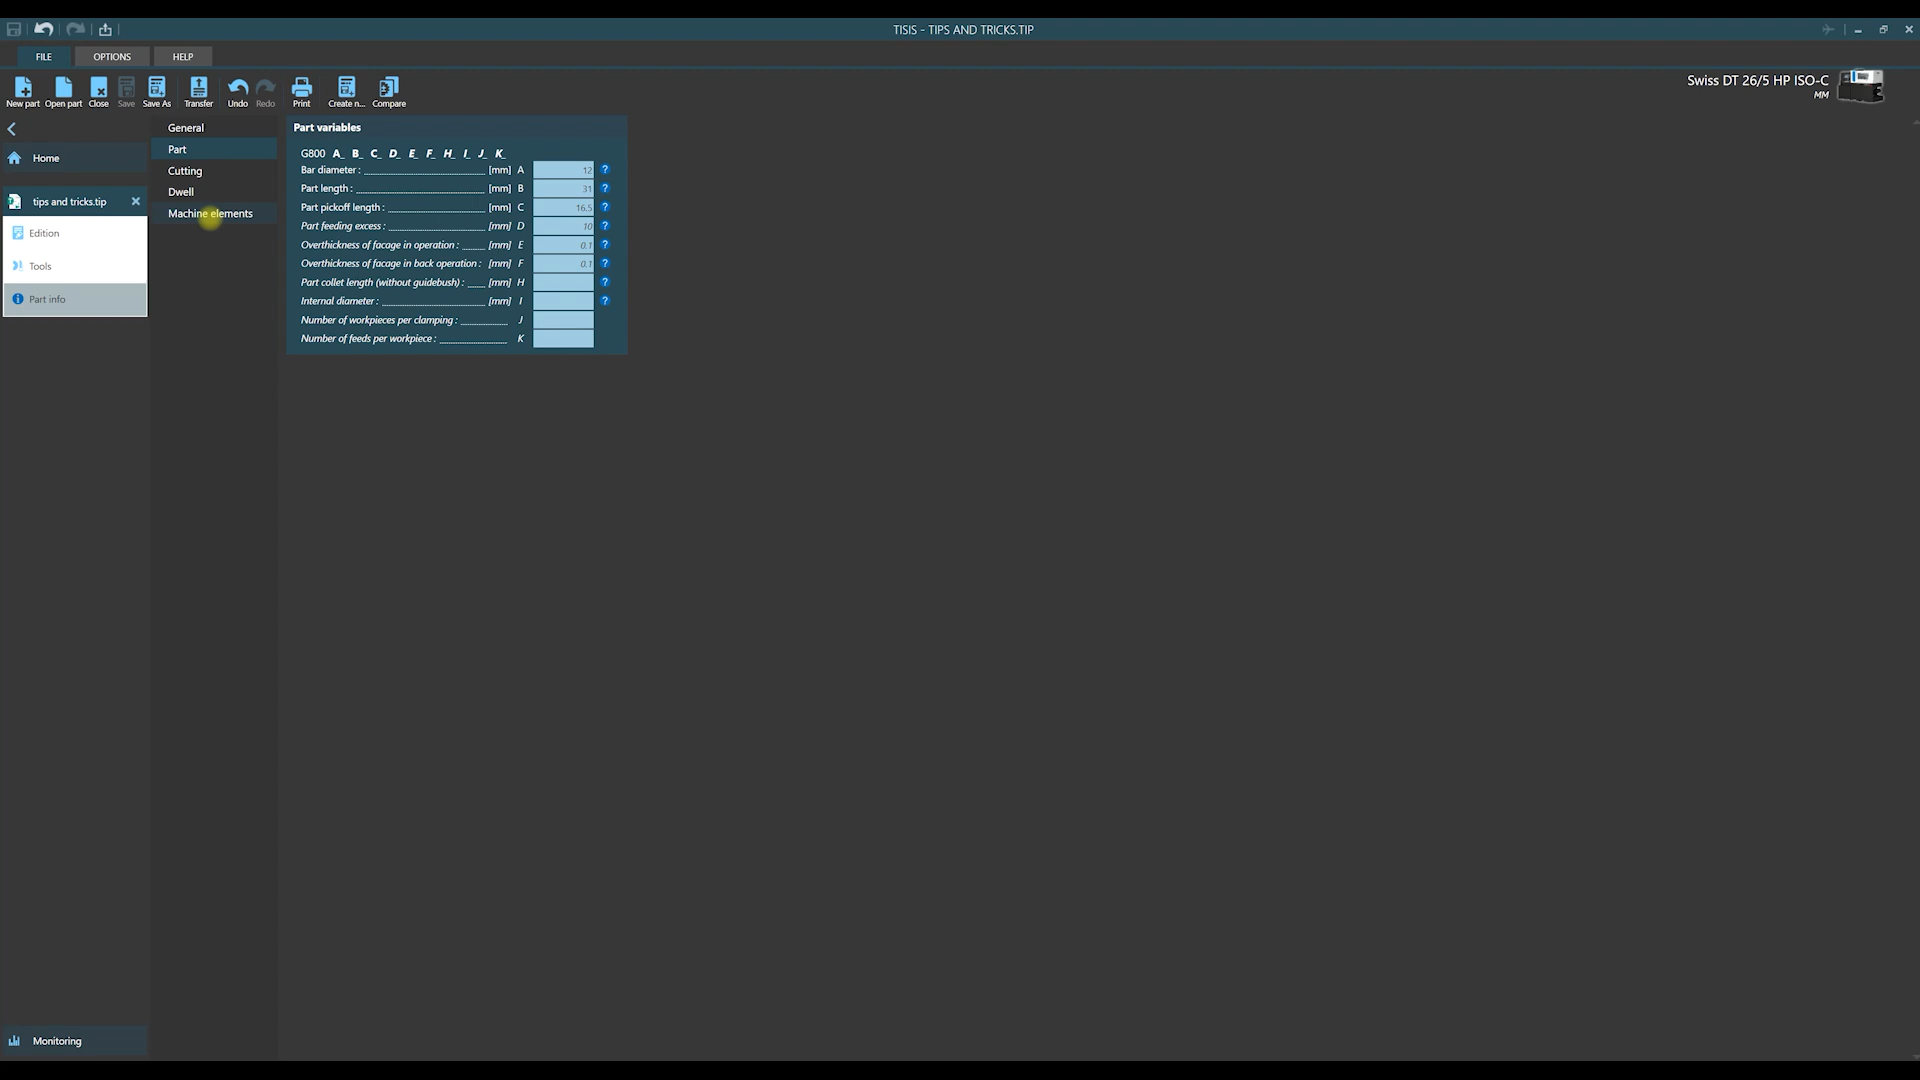 TISIS - TIPS AND TRICKS.TIP
FILE OPTIONS HELP
New part Open part Close Save Save As Transfer Undo Redo Print Create n... Compare
Swiss DT 26/5 HP ISO-C
MM
Home
tips and tricks.tip
Edition
Tools
Part info
Monitoring
General
Part
Cutting
Dwell
Machine elements
Part variables
G800 A_ B_ C_ D_ E_ F_ H_ I_ J_ K_
Bar diameter : [mm] A 12 ?
Part length : [mm] B 31 ?
Part pickoff length : [mm] C 16.5 ?
Part feeding excess : [mm] D 10 ?
Overthickness of facage in operation : [mm] E 0.1 ?
Overthickness of facage in back operation : [mm] F 0.1 ?
Part collet length (without guidebush) : [mm] H ?
Internal diameter : [mm] I ?
Number of workpieces per clamping : J
Number of feeds per workpiece : K